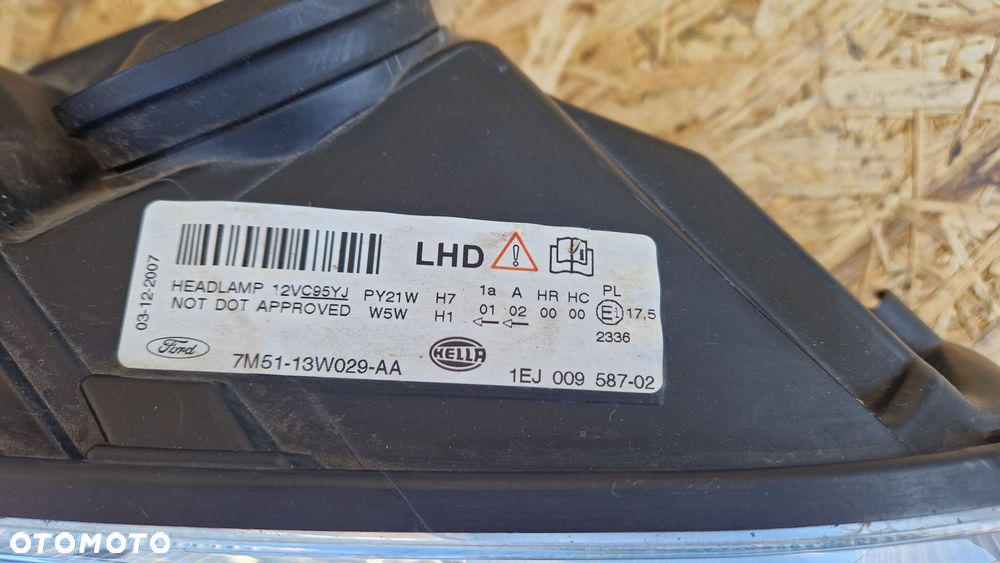 03-12-2007
LHD
HEADLAMP 12VC95YJ PY21W H7 1a A HR HC PL
NOT DOT APPROVED W5W H1 01 02 00 00 E1 17,5
2336
Ford
7M51-13W029-AA
HELLA
1EJ 009 587-02
OTOMOTO